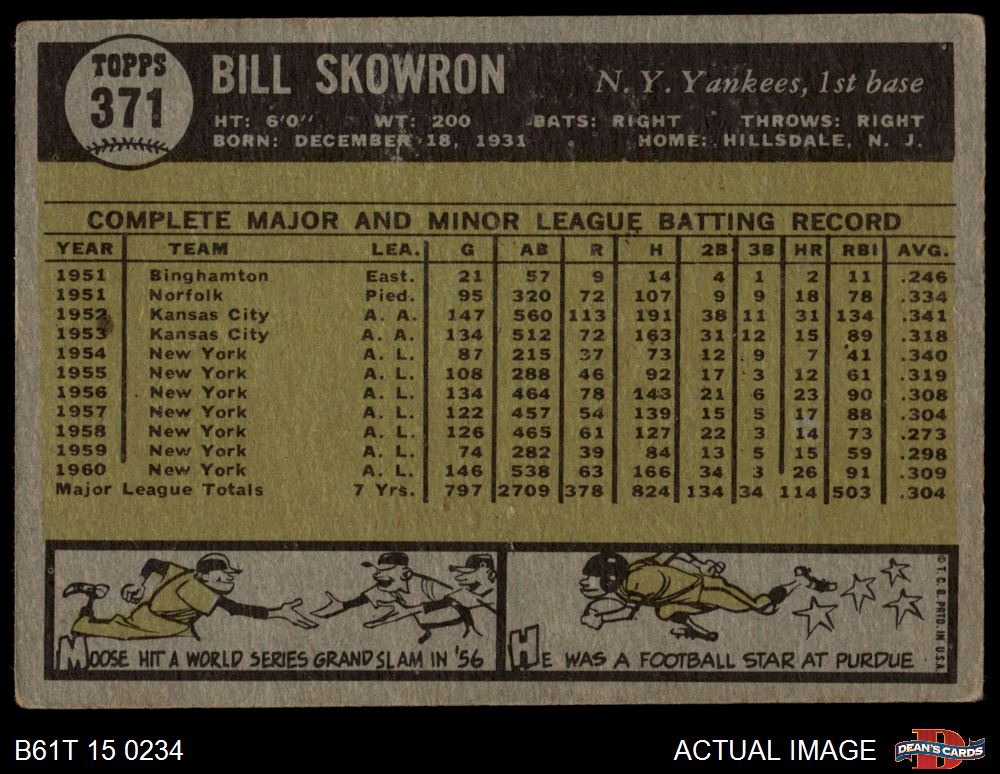 TOPPS
371
BILL SKOWRON
N. Y. Yankees, 1st base
HT: 6'0" WT: 200 BATS: RIGHT THROWS: RIGHT
BORN: DECEMBER 18, 1931 HOME: HILLSDALE, N. J.
COMPLETE MAJOR AND MINOR LEAGUE BATTING RECORD
YEAR TEAM LEA. G AB R H 2B 3B HR RBI AVG.
1951 Binghamton East. 21 57 9 14 4 1 2 11 .246
1951 Norfolk Pied. 95 320 72 107 9 9 18 78 .334
1952 Kansas City A. A. 147 560 113 191 38 11 31 134 .341
1953 Kansas City A. A. 134 512 72 163 31 12 15 89 .318
1954 New York A. L. 87 215 37 73 12 9 7 41 .340
1955 New York A. L. 108 288 46 92 17 3 12 61 .319
1956 New York A. L. 134 464 78 143 21 6 23 90 .308
1957 New York A. L. 122 457 54 139 15 5 17 88 .304
1958 New York A. L. 126 465 61 127 22 3 14 73 .273
1959 New York A. L. 74 282 39 84 13 5 15 59 .298
1960 New York A. L. 146 538 63 166 34 3 26 91 .309
Major League Totals 7 Yrs. 797 2709 378 824 134 34 114 503 .304
MOOSE HIT A WORLD SERIES GRAND SLAM IN '56
HE WAS A FOOTBALL STAR AT PURDUE
© T. C. G. PRTD. IN U.S.A.
B61T 15 0234
ACTUAL IMAGE
DEAN'S CARDS